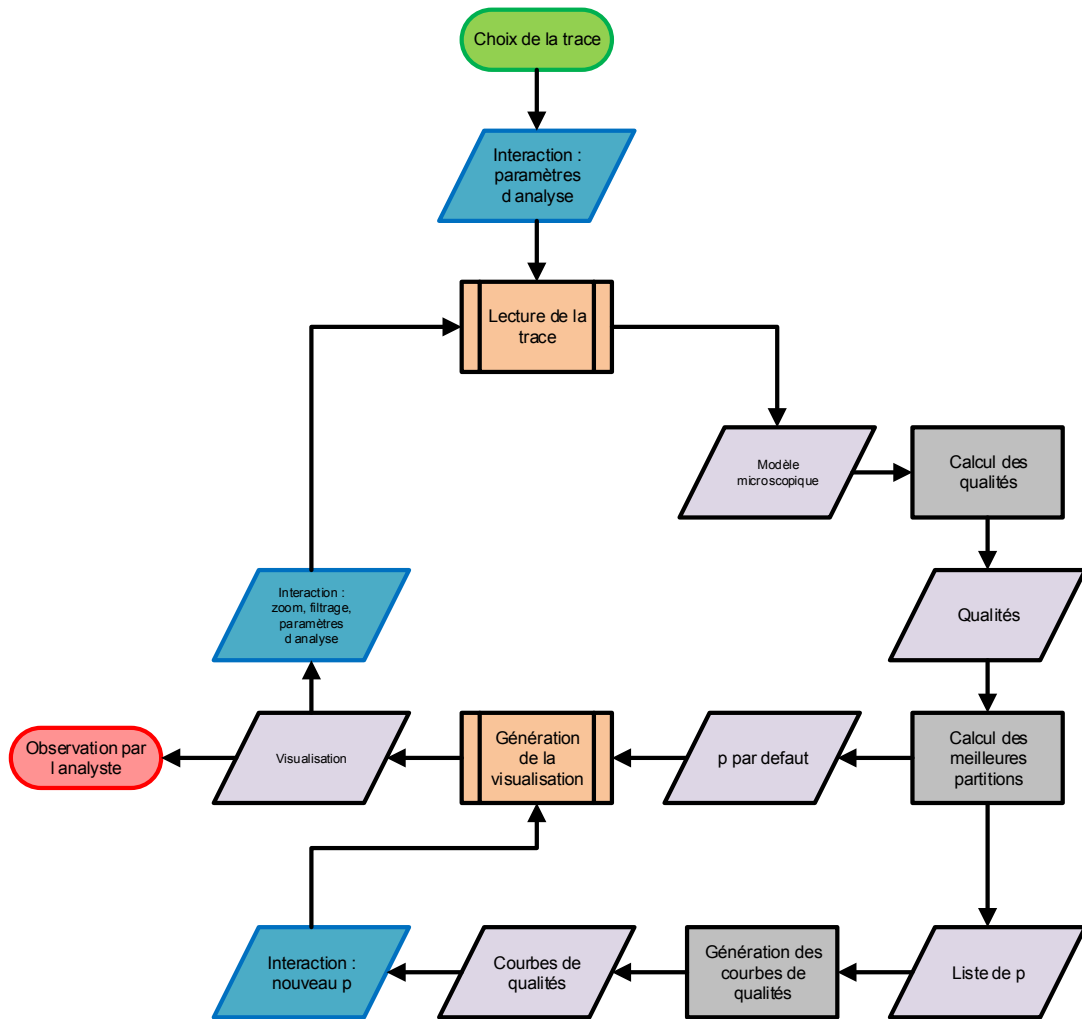 Choix de la trace
Interaction :
paramètres
d analyse
Lecture de la
trace
Modèle
microscopique
Calcul des
qualités
Interaction :
zoom, filtrage,
paramètres
d analyse
Qualités
Observation par
l analyste
Visualisation
Génération
de la
visualisation
p par defaut
Calcul des
meilleures
partitions
Interaction :
nouveau p
Courbes de
qualités
Génération des
courbes de
qualités
Liste de p